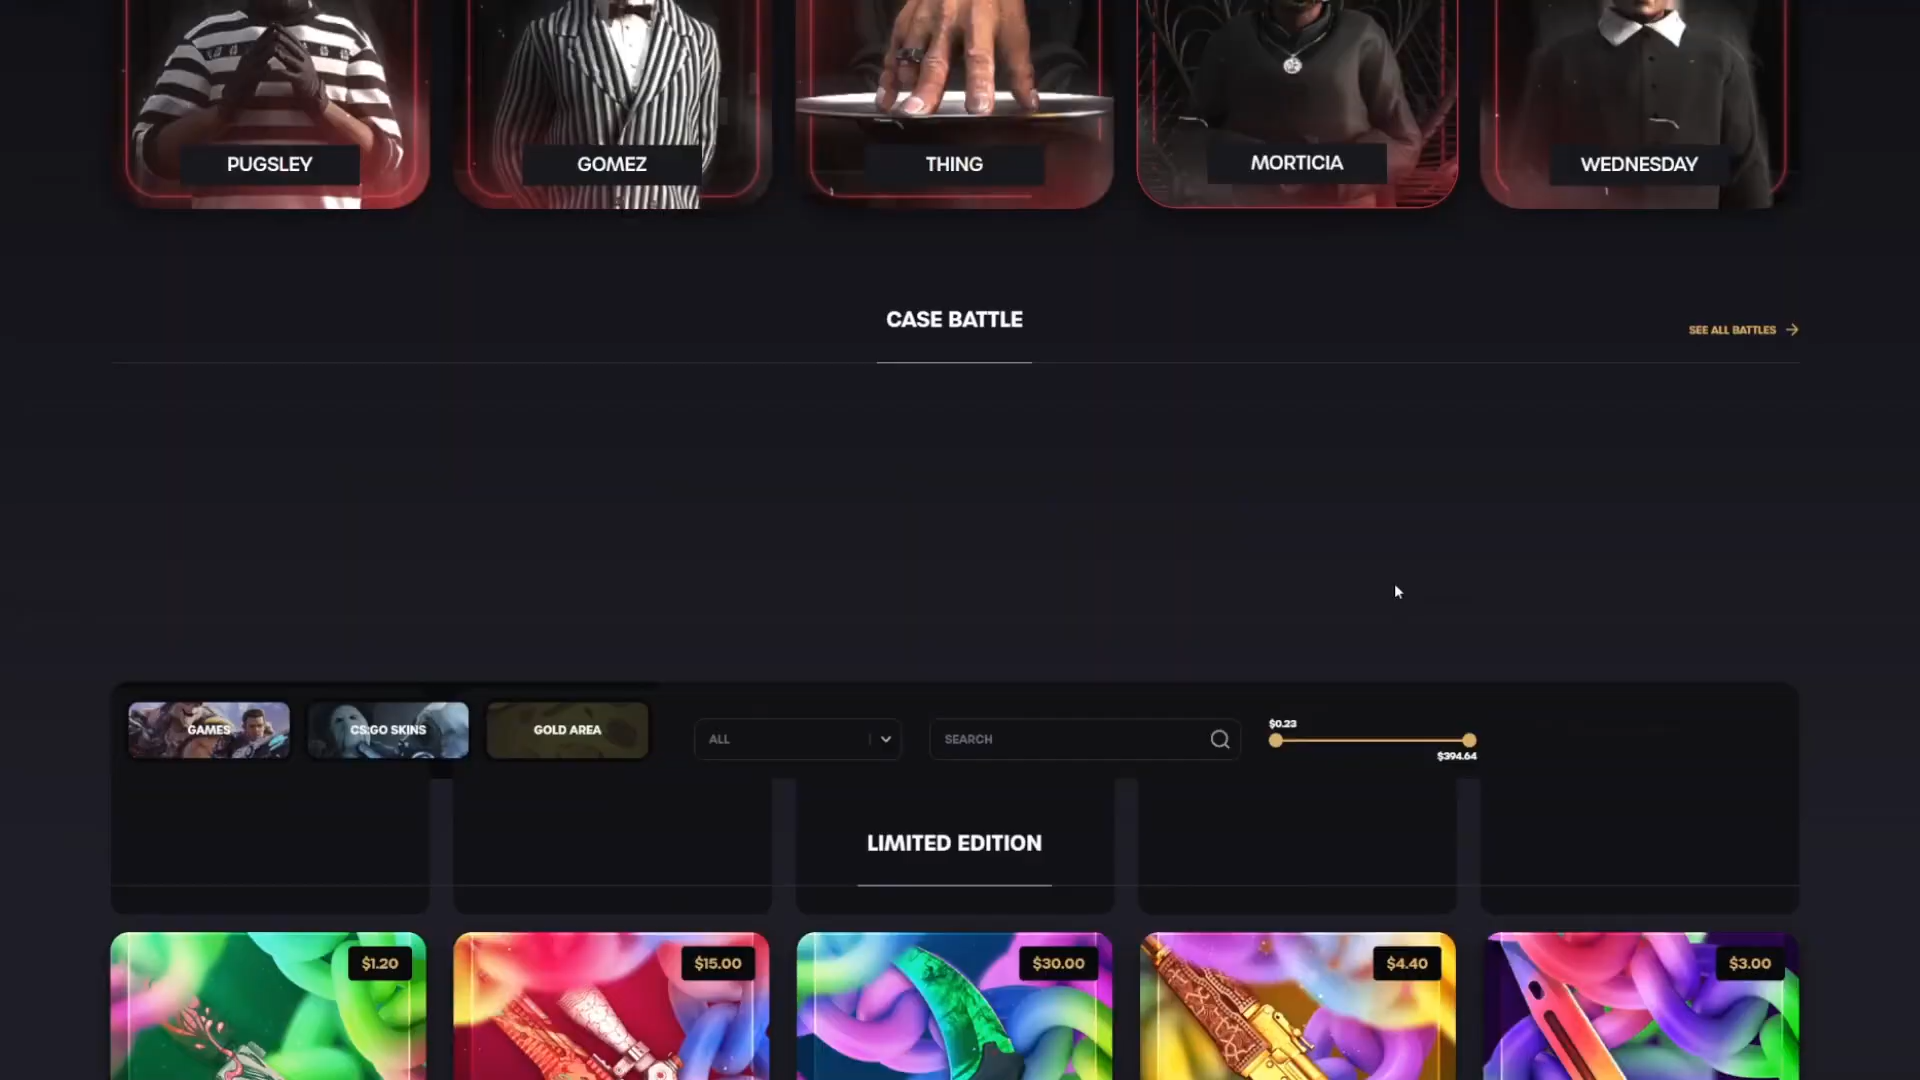 PUGSLEY
GOMEZ
THING
MORTICIA
WEDNESDAY
CASE BATTLE
SEE ALL BATTLES
GAMES
CS:GO SKINS
GOLD AREA
ALL
SEARCH
$0.23
$394.64
LIMITED EDITION
$1.20
$15.00
$30.00
$4.40
$3.00